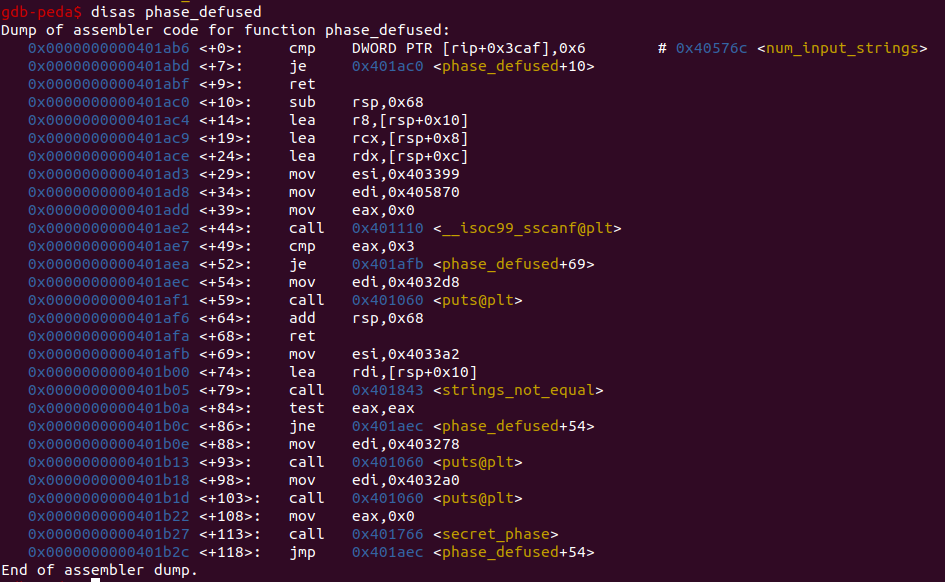 gdb-peda$ disas phase_defused
Dump of assembler code for function phase_defused:
   0x0000000000401ab6 <+0>:     cmp    DWORD PTR [rip+0x3caf],0x6        # 0x40576c <num_input_strings>
   0x0000000000401abd <+7>:     je     0x401ac0 <phase_defused+10>
   0x0000000000401abf <+9>:     ret
   0x0000000000401ac0 <+10>:    sub    rsp,0x68
   0x0000000000401ac4 <+14>:    lea    r8,[rsp+0x10]
   0x0000000000401ac9 <+19>:    lea    rcx,[rsp+0x8]
   0x0000000000401ace <+24>:    lea    rdx,[rsp+0xc]
   0x0000000000401ad3 <+29>:    mov    esi,0x403399
   0x0000000000401ad8 <+34>:    mov    edi,0x405870
   0x0000000000401add <+39>:    mov    eax,0x0
   0x0000000000401ae2 <+44>:    call   0x401110 <__isoc99_sscanf@plt>
   0x0000000000401ae7 <+49>:    cmp    eax,0x3
   0x0000000000401aea <+52>:    je     0x401afb <phase_defused+69>
   0x0000000000401aec <+54>:    mov    edi,0x4032d8
   0x0000000000401af1 <+59>:    call   0x401060 <puts@plt>
   0x0000000000401af6 <+64>:    add    rsp,0x68
   0x0000000000401afa <+68>:    ret
   0x0000000000401afb <+69>:    mov    esi,0x4033a2
   0x0000000000401b00 <+74>:    lea    rdi,[rsp+0x10]
   0x0000000000401b05 <+79>:    call   0x401843 <strings_not_equal>
   0x0000000000401b0a <+84>:    test   eax,eax
   0x0000000000401b0c <+86>:    jne    0x401aec <phase_defused+54>
   0x0000000000401b0e <+88>:    mov    edi,0x403278
   0x0000000000401b13 <+93>:    call   0x401060 <puts@plt>
   0x0000000000401b18 <+98>:    mov    edi,0x4032a0
   0x0000000000401b1d <+103>:   call   0x401060 <puts@plt>
   0x0000000000401b22 <+108>:   mov    eax,0x0
   0x0000000000401b27 <+113>:   call   0x401766 <secret_phase>
   0x0000000000401b2c <+118>:   jmp    0x401aec <phase_defused+54>
End of assembler dump.